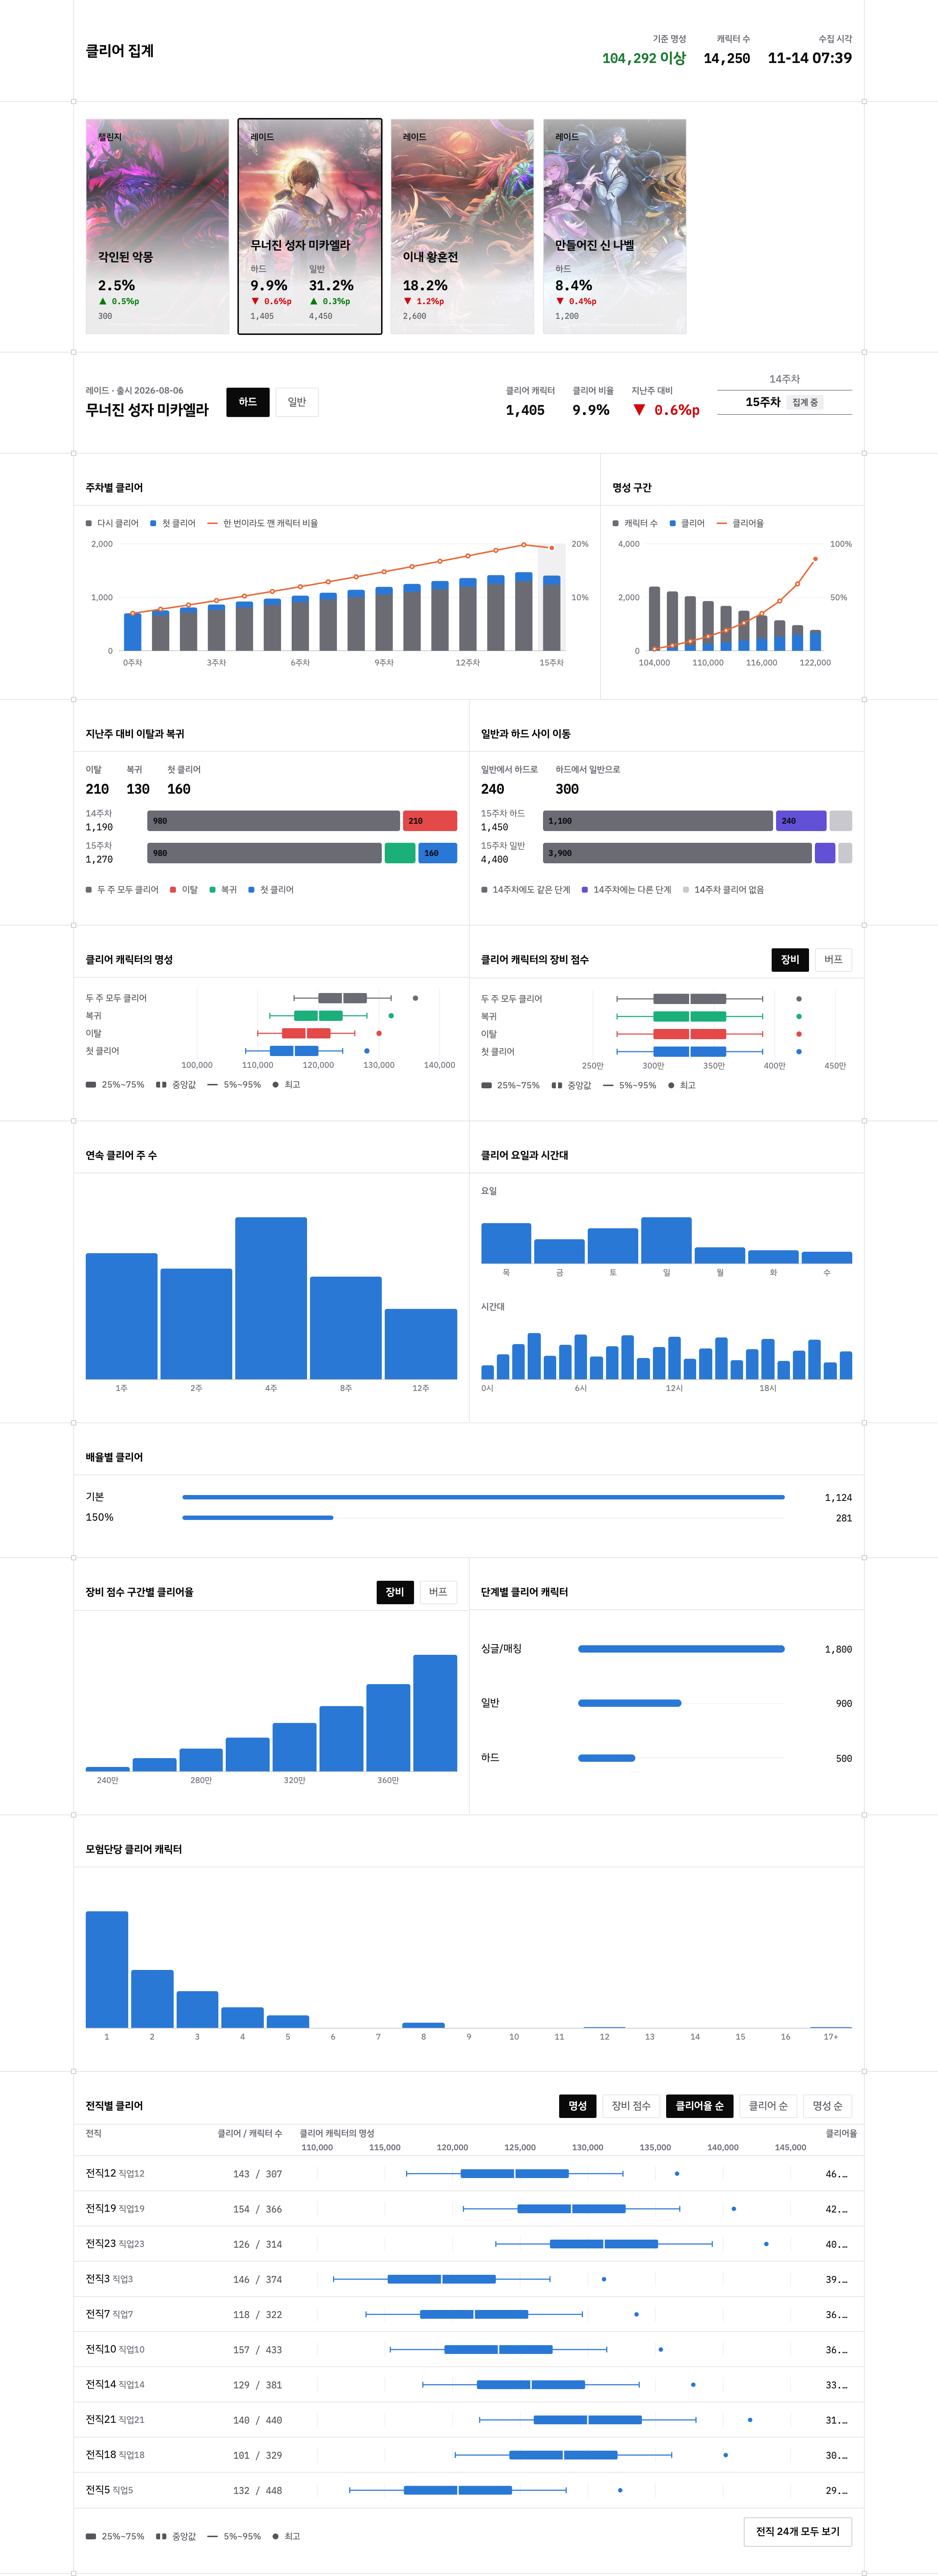 클리어 집계
기준 명성 캐릭터 수 수집 시각
104,292 이상 14,250 11-14 07:39
챌린지
각인된 악몽
2.5%
▲ 0.5%p
300
레이드
무너진 성자 미카엘라
하드 일반
9.9% 31.2%
▼ 0.6%p ▲ 0.3%p
1,405 4,450
레이드
이내 황혼전
18.2%
▼ 1.2%p
2,600
레이드
만들어진 신 나벨
하드
8.4%
▼ 0.4%p
1,200
레이드 · 출시 2026-08-06
무너진 성자 미카엘라
하드 일반
클리어 캐릭터 클리어 비율 지난주 대비
1,405 9.9% ▼ 0.6%p
14주차
15주차 집계 중
주차별 클리어
다시 클리어 첫 클리어 한 번이라도 깬 캐릭터 비율
2,000 20%
1,000 10%
0
0주차 3주차 6주차 9주차 12주차 15주차
명성 구간
캐릭터 수 클리어 클리어율
4,000 100%
2,000 50%
0
104,000 110,000 116,000 122,000
지난주 대비 이탈과 복귀
이탈 복귀 첫 클리어
210 130 160
14주차
1,190
980 210
15주차
1,270
980 160
두 주 모두 클리어 이탈 복귀 첫 클리어
일반과 하드 사이 이동
일반에서 하드로 하드에서 일반으로
240 300
15주차 하드
1,450
1,100 240
15주차 일반
4,400
3,900
14주차에도 같은 단계 14주차에는 다른 단계 14주차 클리어 없음
클리어 캐릭터의 명성
두 주 모두 클리어
복귀
이탈
첫 클리어
100,000 110,000 120,000 130,000 140,000
25%~75% 중앙값 5%~95% 최고
클리어 캐릭터의 장비 점수
장비 버프
두 주 모두 클리어
복귀
이탈
첫 클리어
250만 300만 350만 400만 450만
25%~75% 중앙값 5%~95% 최고
연속 클리어 주 수
1주 2주 4주 8주 12주
클리어 요일과 시간대
요일
목 금 토 일 월 화 수
시간대
0시 6시 12시 18시
배율별 클리어
기본 1,124
150% 281
장비 점수 구간별 클리어율
장비 버프
240만 280만 320만 360만
단계별 클리어 캐릭터
싱글/매칭 1,800
일반 900
하드 500
모험단당 클리어 캐릭터
1 2 3 4 5 6 7 8 9 10 11 12 13 14 15 16 17+
전직별 클리어
명성 장비 점수 클리어율 순 클리어 순 명성 순
전직 클리어 / 캐릭터 수 클리어 캐릭터의 명성 클리어율
110,000 115,000 120,000 125,000 130,000 135,000 140,000 145,000
전직12 직업12 143 / 307 46.…
전직19 직업19 154 / 366 42.…
전직23 직업23 126 / 314 40.…
전직3 직업3 146 / 374 39.…
전직7 직업7 118 / 322 36.…
전직10 직업10 157 / 433 36.…
전직14 직업14 129 / 381 33.…
전직21 직업21 140 / 440 31.…
전직18 직업18 101 / 329 30.…
전직5 직업5 132 / 448 29.…
25%~75% 중앙값 5%~95% 최고
전직 24개 모두 보기